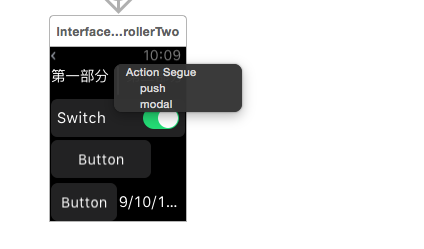 Interface...rollerTwo
10:09
第一部分
Action Segue
push
modal
Switch
Button
Button 9/10/1...